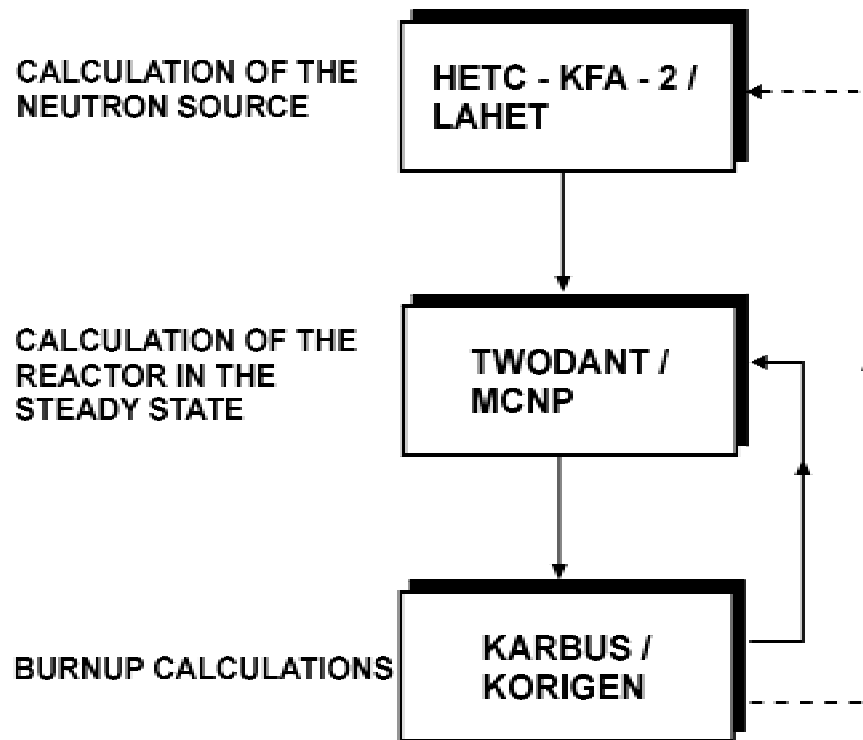 CALCULATION OF THE
NEUTRON SOURCE
HETC - KFA - 2 /
LAHET
CALCULATION OF THE
REACTOR IN THE
STEADY STATE
TWODANT /
MCNP
BURNUP CALCULATIONS
KARBUS /
KORIGEN